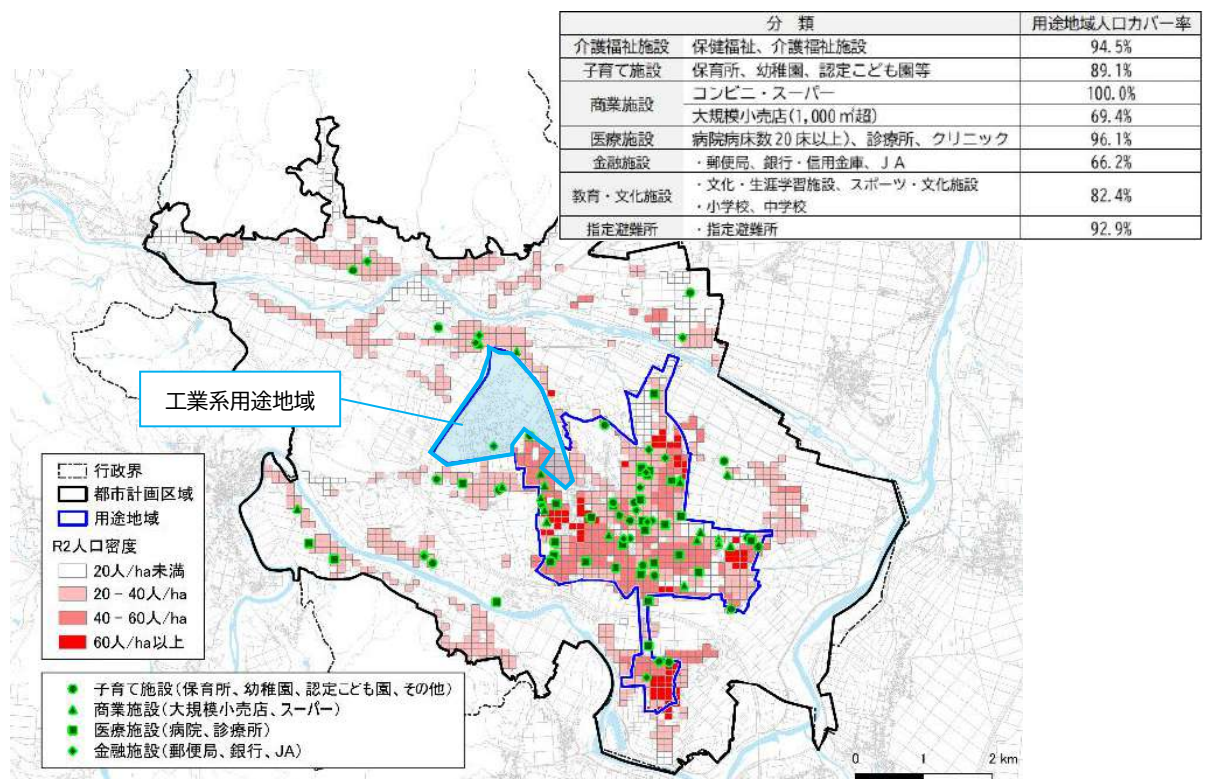 分 類 用途地域人口カバー率
介護福祉施設 保健福祉、介護福祉施設 94.5%
子育て施設 保育所、幼稚園、認定こども園等 89.1%
商業施設 コンビニ・スーパー 100.0%
大規模小売店(1,000㎡超) 69.4%
医療施設 病院病床数20床以上)、診療所、クリニック 96.1%
金融施設 ・郵便局、銀行・信用金庫、ＪＡ 66.2%
教育・文化施設 ・文化・生涯学習施設、スポーツ・文化施設 82.4%
・小学校、中学校
指定避難所 ・指定避難所 92.9%
工業系用途地域
行政界
都市計画区域
用途地域
R2人口密度
20人/ha未満
20－40人/ha
40－60人/ha
60人/ha以上
子育て施設(保育所、幼稚園、認定こども園、その他)
商業施設(大規模小売店、スーパー)
医療施設(病院、診療所)
金融施設(郵便局、銀行、JA)
0 1 2 km